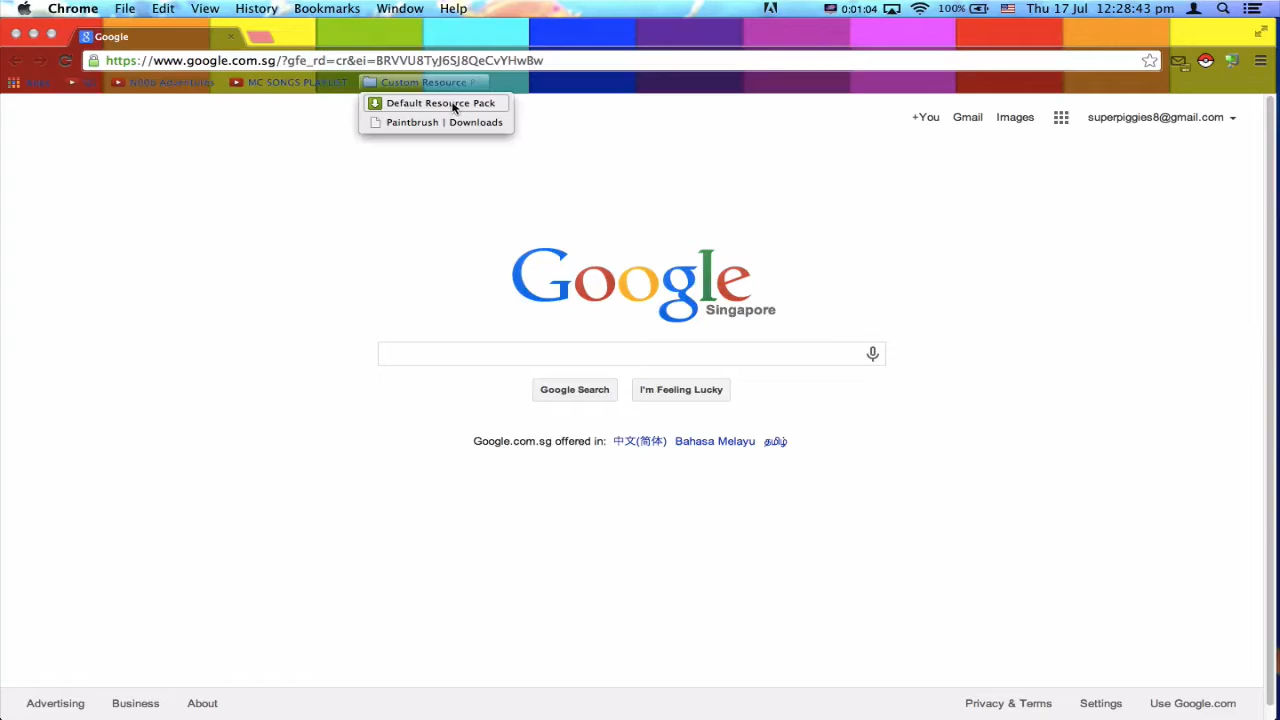 Chrome File Edit View History Bookmarks Window Help 0:01:04 100% Thu 17 Jul 12:28:43 pm
Google
https://www.google.com.sg/?gfe_rd=cr&ei=BRVVU8TyJ6SJ8QeCvYHwBw
Apps N00b Adventures MC SONGS PLAYLIST Custom Resource P
Default Resource Pack
Paintbrush | Downloads
+You Gmail Images superpiggies8@gmail.com
Google
Singapore
Google Search I'm Feeling Lucky
Google.com.sg offered in: 中文(简体) Bahasa Melayu தமிழ்
Advertising Business About Privacy & Terms Settings Use Google.com